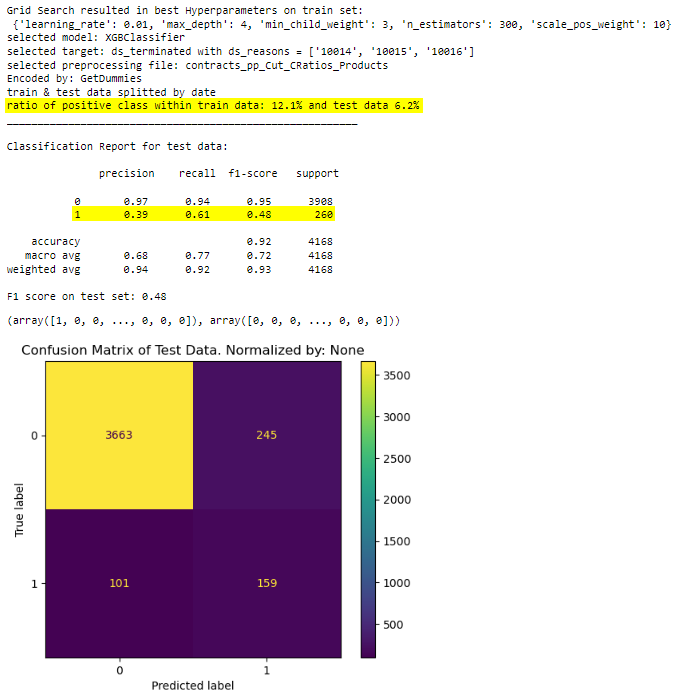 Grid Search resulted in best Hyperparameters on train set:
{'learning_rate': 0.01, 'max_depth': 4, 'min_child_weight': 3, 'n_estimators': 300, 'scale_pos_weight': 10}
selected model: XGBClassifier
selected target: ds_terminated with ds_reasons = ['10014', '10015', '10016']
selected preprocessing file: contracts_pp_Cut_CRatios_Products
Encoded by: GetDummies
train & test data splitted by date
ratio of positive class within train data: 12.1% and test data 6.2%
_________________________________________________________
Classification Report for test data:
precision recall f1-score support
0 0.97 0.94 0.95 3908
1 0.39 0.61 0.48 260
accuracy 0.92 4168
macro avg 0.68 0.77 0.72 4168
weighted avg 0.94 0.92 0.93 4168
F1 score on test set: 0.48
(array([1, 0, 0, ..., 0, 0, 0]), array([0, 0, 0, ..., 0, 0, 0]))
Confusion Matrix of Test Data. Normalized by: None
3500
0 3663 245
3000
2500
2000
True label
1500
1 101 159
1000
500
0 1
Predicted label